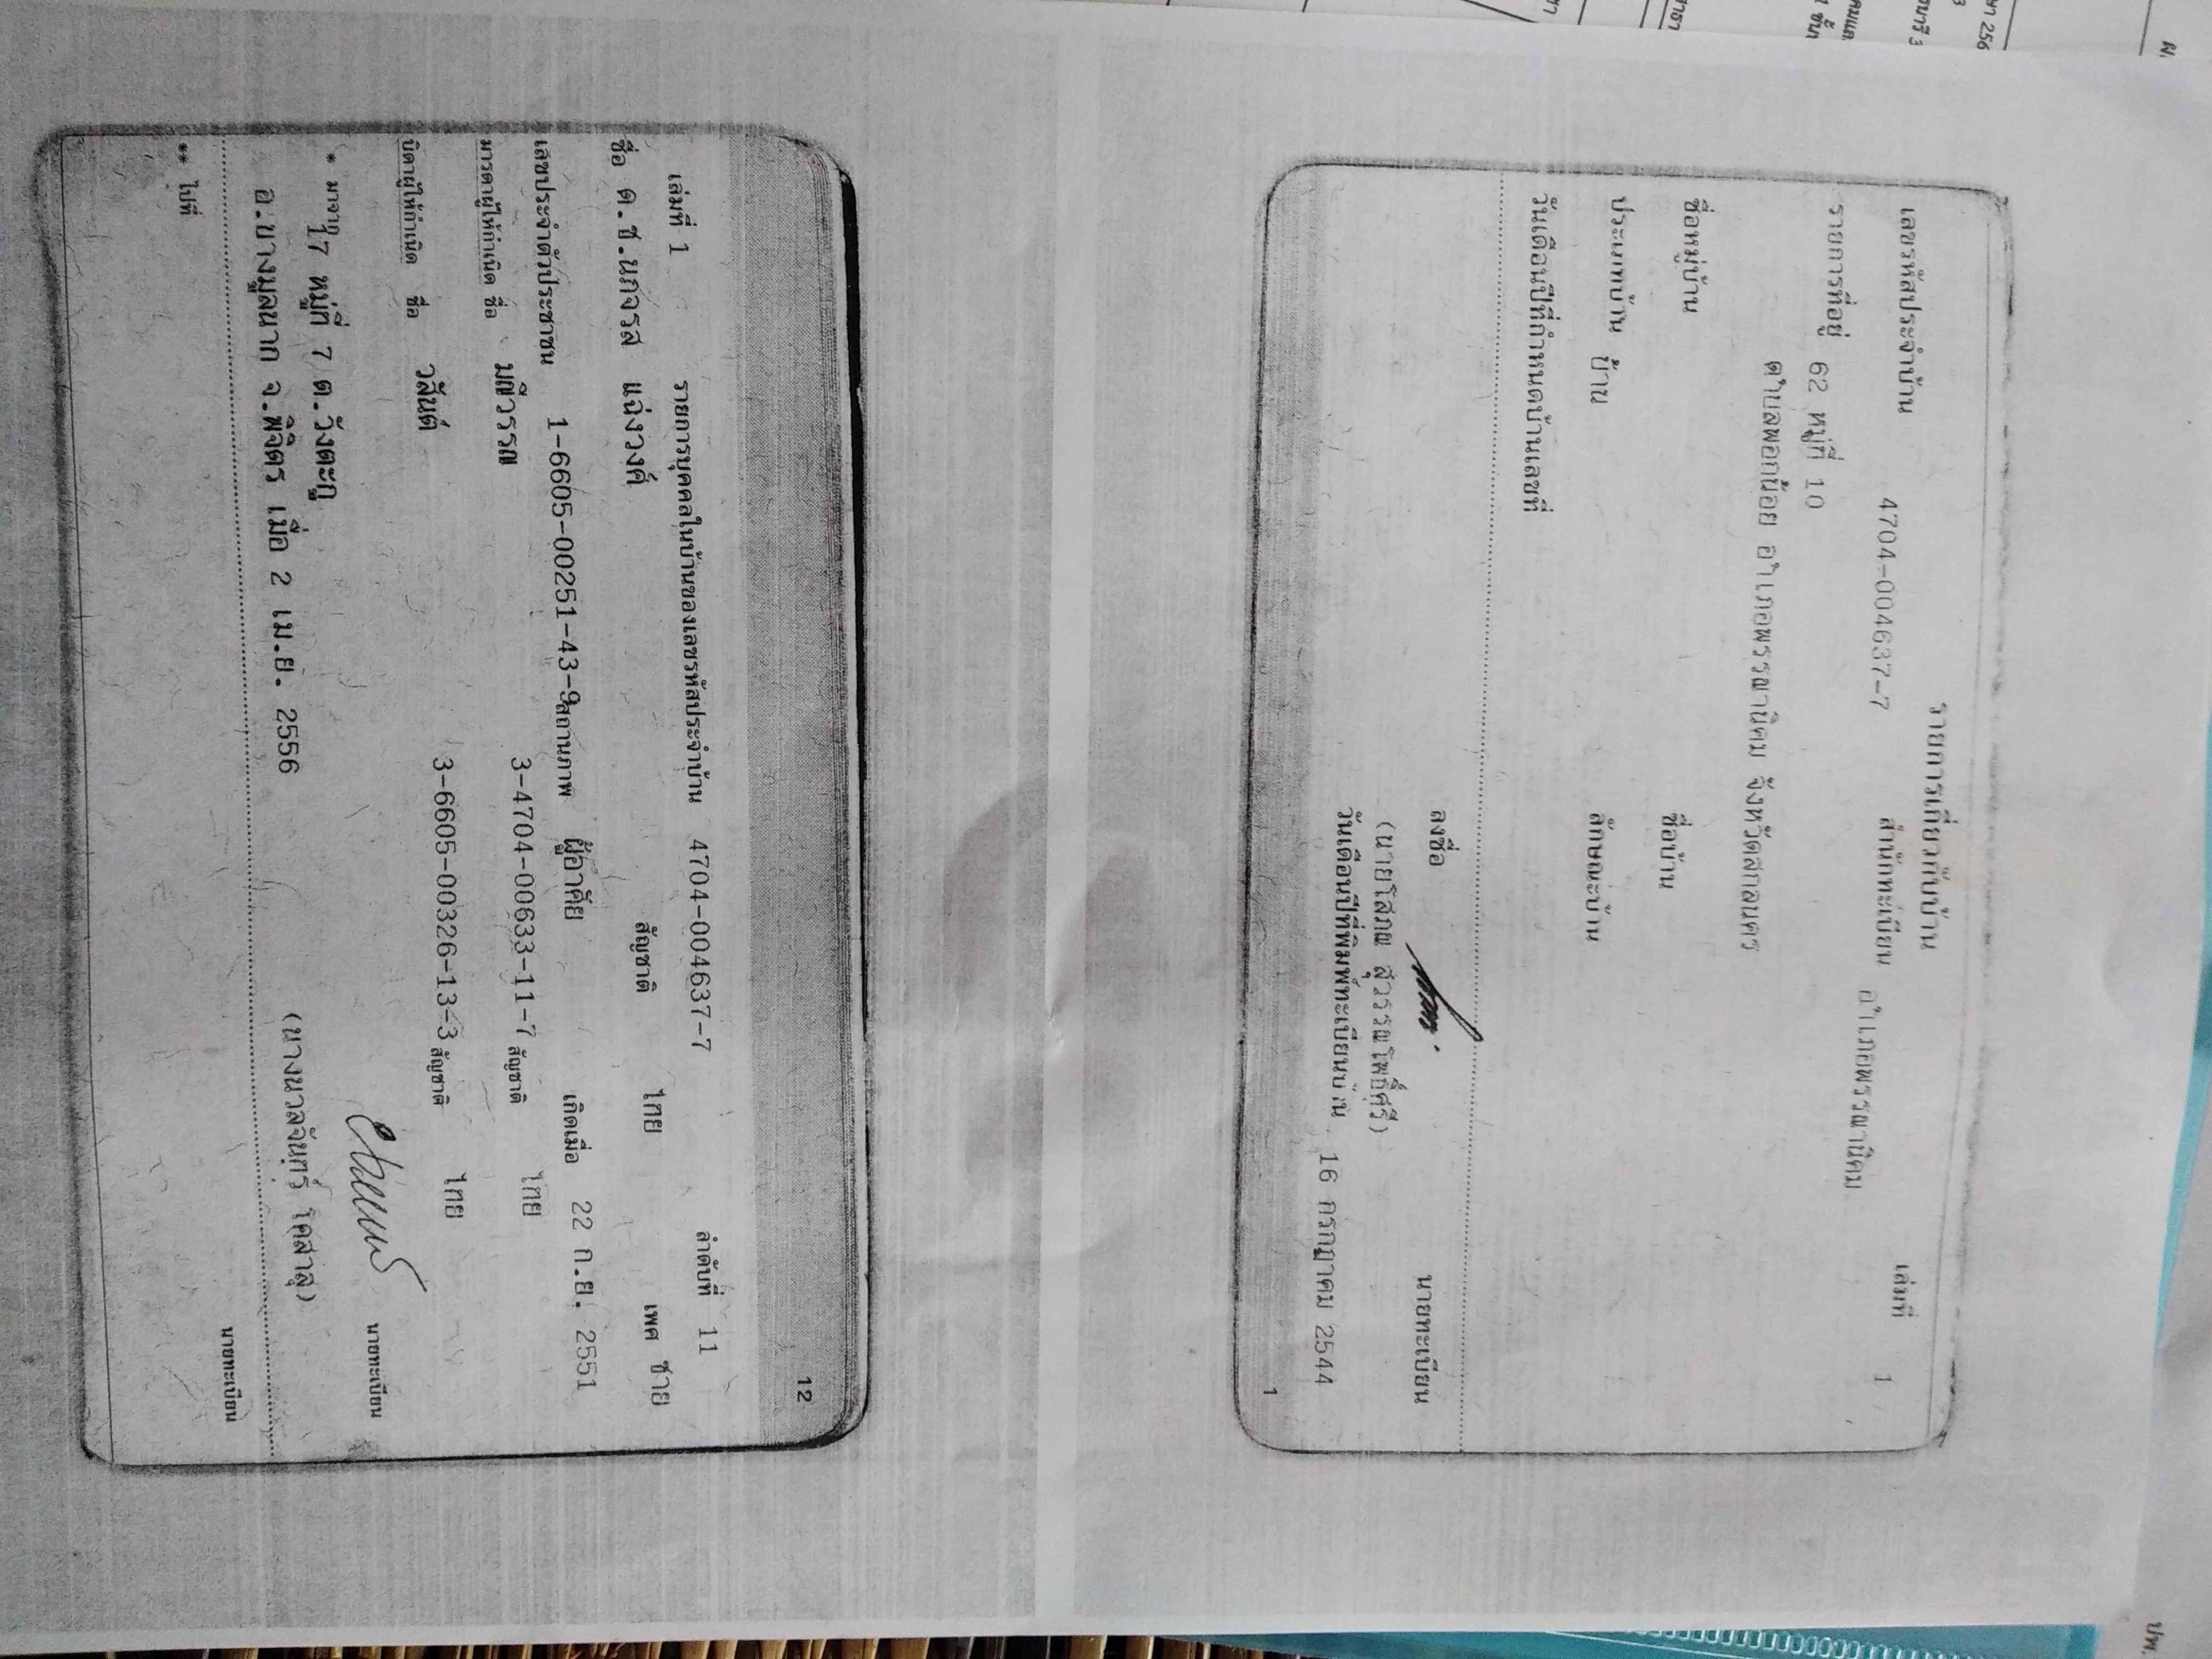 รายการเกี่ยวกับบ้าน
เล่มที่ 1
เลขรหัสประจำบ้าน 4704-004637-7 สำนักทะเบียน อำเภอพรรณานิคม
รายการที่อยู่ 62 หมู่ที่ 10
ตำบลพอกน้อย อำเภอพรรณานิคม จังหวัดสกลนคร
ชื่อหมู่บ้าน ชื่อบ้าน
ประเภทบ้าน บ้าน ลักษณะบ้าน
วันเดือนปีที่กำหนดบ้านเลขที่
ลงชื่อ นายทะเบียน
(นายโสภณ สุวรรณโพธิ์ศรี)
วันเดือนปีที่พิมพ์ทะเบียนบ้าน 16 กรกฎาคม 2544
1
12
เล่มที่ 1 รายการบุคคลในบ้านของเลขรหัสประจำบ้าน 4704-004637-7 ลำดับที่ 11
ชื่อ ด.ช.นภจรส แฉ่งวงค์ สัญชาติ ไทย เพศ ชาย
เลขประจำตัวประชาชน 1-6605-00251-43-9 สถานภาพ ผู้อาศัย เกิดเมื่อ 22 ก.ย. 2551
มารดาผู้ให้กำเนิด ชื่อ มณีวรรณ 3-4704-00633-11-7 สัญชาติ ไทย
บิดาผู้ให้กำเนิด ชื่อ วสันต์ 3-6605-00326-13-3 สัญชาติ ไทย
* มาจาก 17 หมู่ที่ 7 ต.วังตะกู
นายทะเบียน
อ.บางมูลนาก จ.พิจิตร เมื่อ 2 เม.ย. 2556 (นางนวลจันทร์ โคสาสุ)
** ไปที่
นายทะเบียน